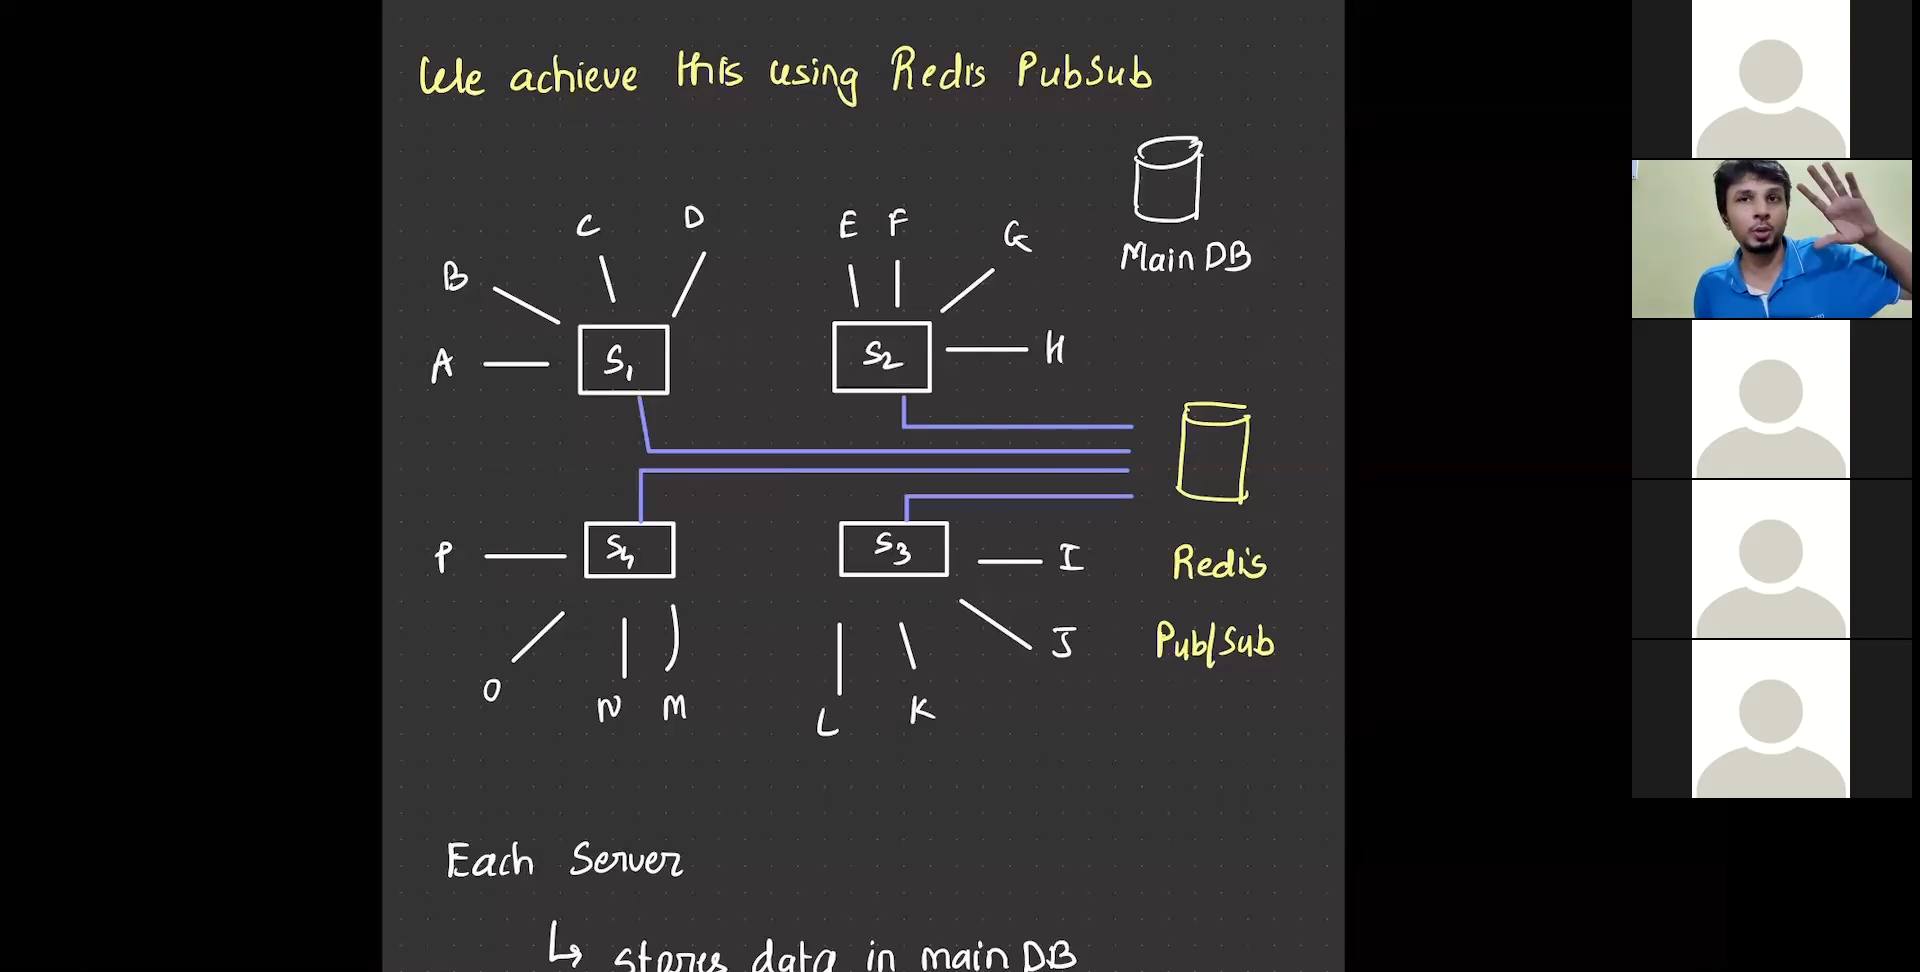 We achieve this using Redis PubSub
Main DB
B C D
A S1
E F G
S2 H
P S4
O N M
S3 I
L K J
Redis
Pub/Sub
Each Server
↳ stores data in main DB